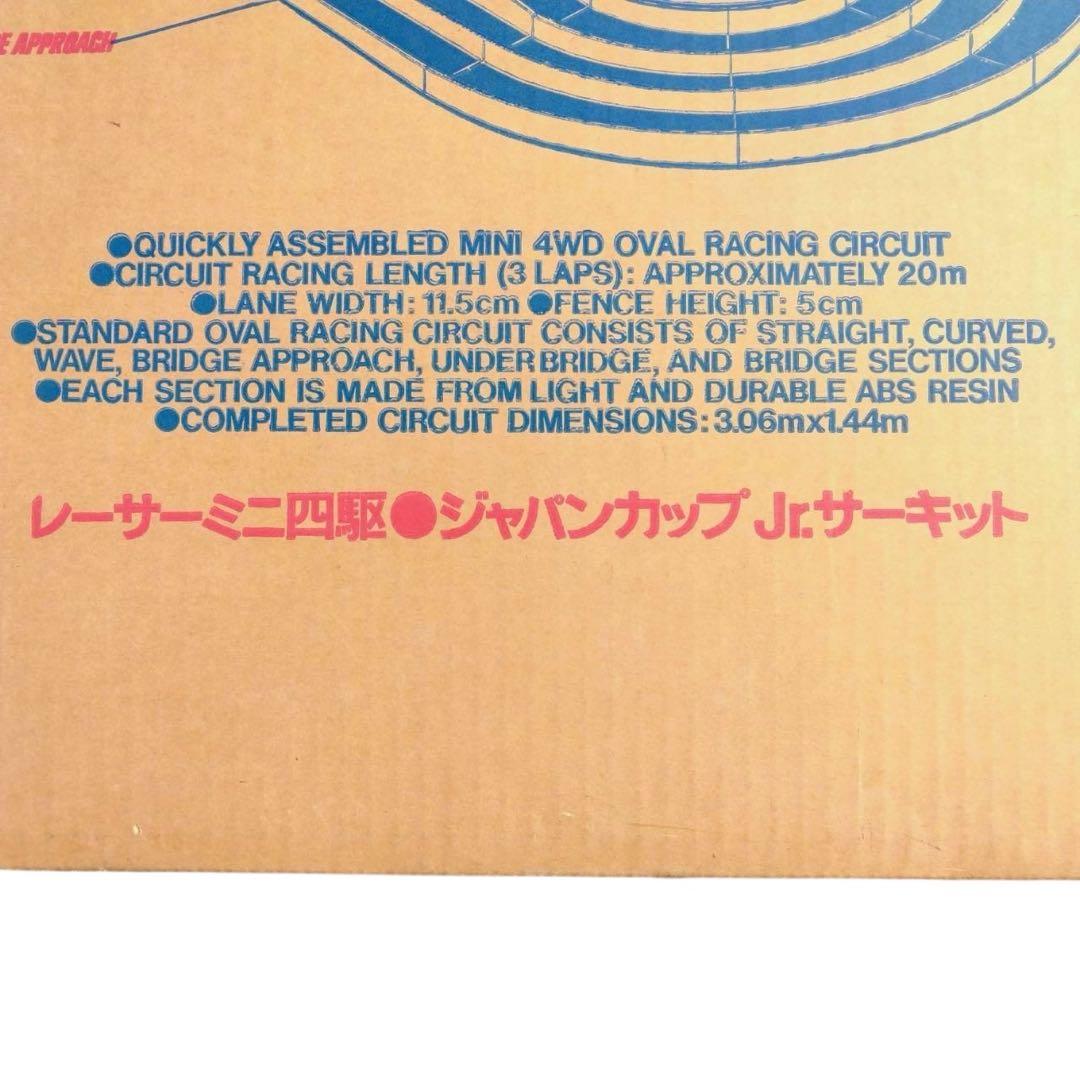 E APPROACH
●QUICKLY ASSEMBLED MINI 4WD OVAL RACING CIRCUIT
●CIRCUIT RACING LENGTH (3 LAPS): APPROXIMATELY 20m
●LANE WIDTH: 11.5cm ●FENCE HEIGHT: 5cm
●STANDARD OVAL RACING CIRCUIT CONSISTS OF STRAIGHT, CURVED,
WAVE, BRIDGE APPROACH, UNDER BRIDGE, AND BRIDGE SECTIONS
●EACH SECTION IS MADE FROM LIGHT AND DURABLE ABS RESIN
●COMPLETED CIRCUIT DIMENSIONS: 3.06mx1.44m
レーサーミニ四駆●ジャパンカップ Jr.サーキット